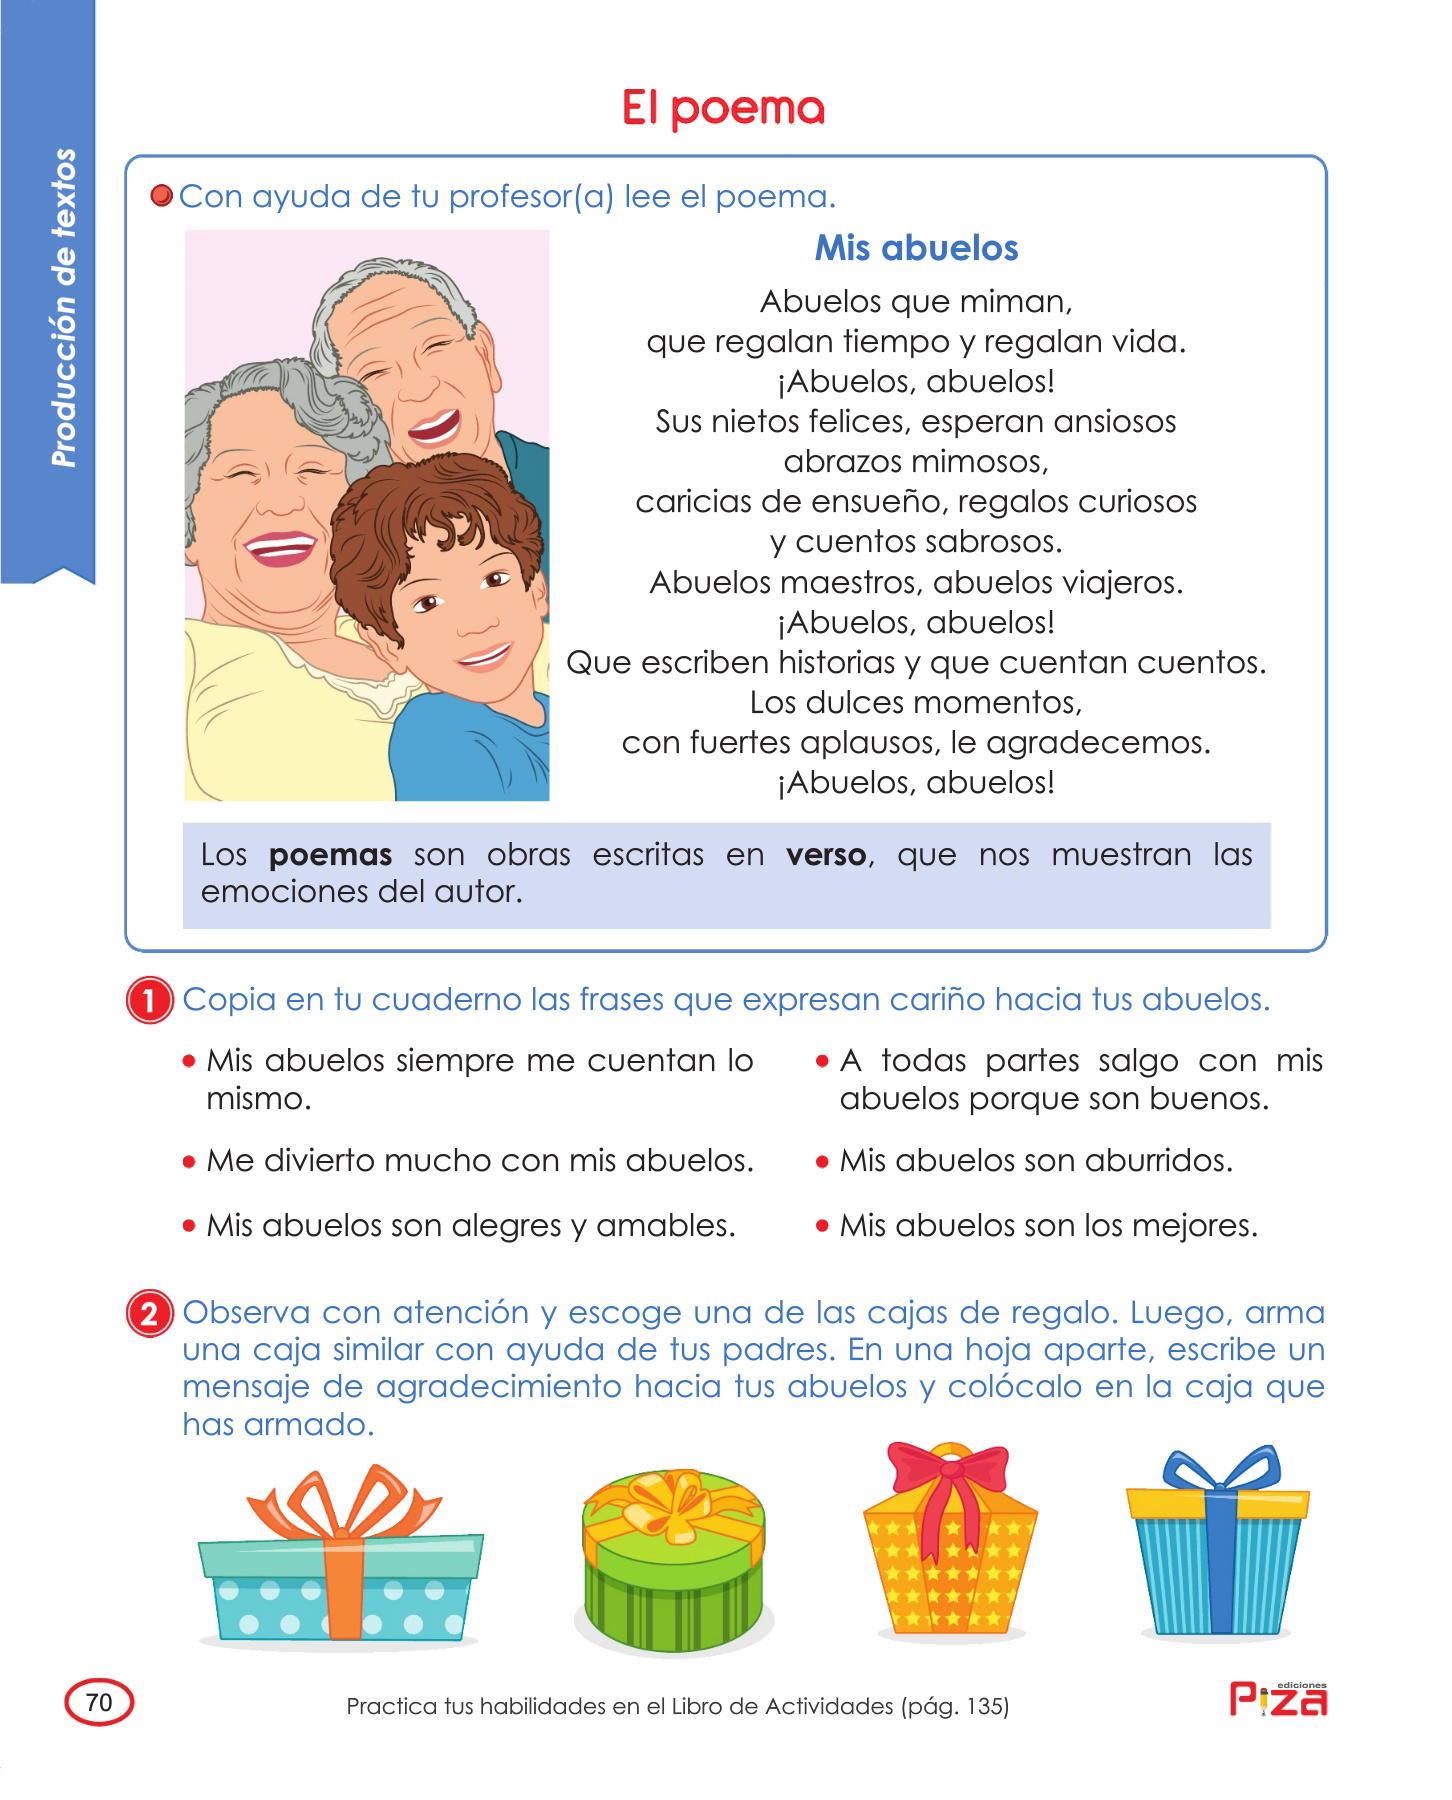 Producción de textos
El poema
Con ayuda de tu profesor(a) lee el poema.
Mis abuelos
Abuelos que miman,
que regalan tiempo y regalan vida.
¡Abuelos, abuelos!
Sus nietos felices, esperan ansiosos
abrazos mimosos,
caricias de ensueño, regalos curiosos
y cuentos sabrosos.
Abuelos maestros, abuelos viajeros.
¡Abuelos, abuelos!
Que escriben historias y que cuentan cuentos.
Los dulces momentos,
con fuertes aplausos, le agradecemos.
¡Abuelos, abuelos!
Los poemas son obras escritas en verso, que nos muestran las
emociones del autor.
1 Copia en tu cuaderno las frases que expresan cariño hacia tus abuelos.
• Mis abuelos siempre me cuentan lo
mismo.
• Me divierto mucho con mis abuelos.
• Mis abuelos son alegres y amables.
• A todas partes salgo con mis
abuelos porque son buenos.
• Mis abuelos son aburridos.
• Mis abuelos son los mejores.
2 Observa con atención y escoge una de las cajas de regalo. Luego, arma
una caja similar con ayuda de tus padres. En una hoja aparte, escribe un
mensaje de agradecimiento hacia tus abuelos y colócalo en la caja que
has armado.
70
Practica tus habilidades en el Libro de Actividades (pág. 135)
ediciones
Piza